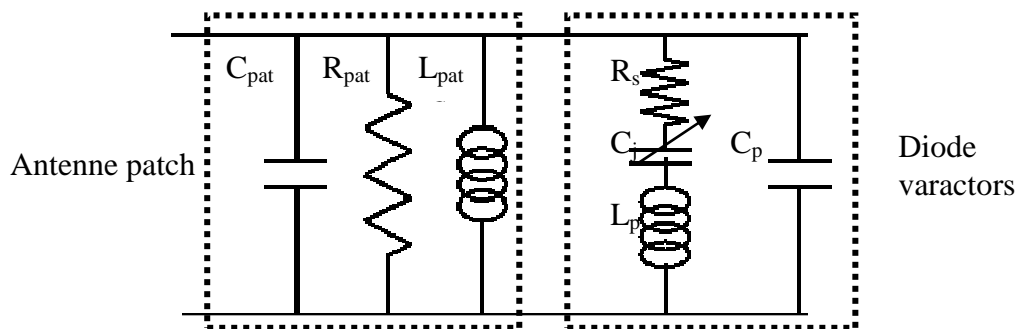 C_pat R_pat L_pat R_s
Antenne patch C_j C_p Diode
varactors
L_p